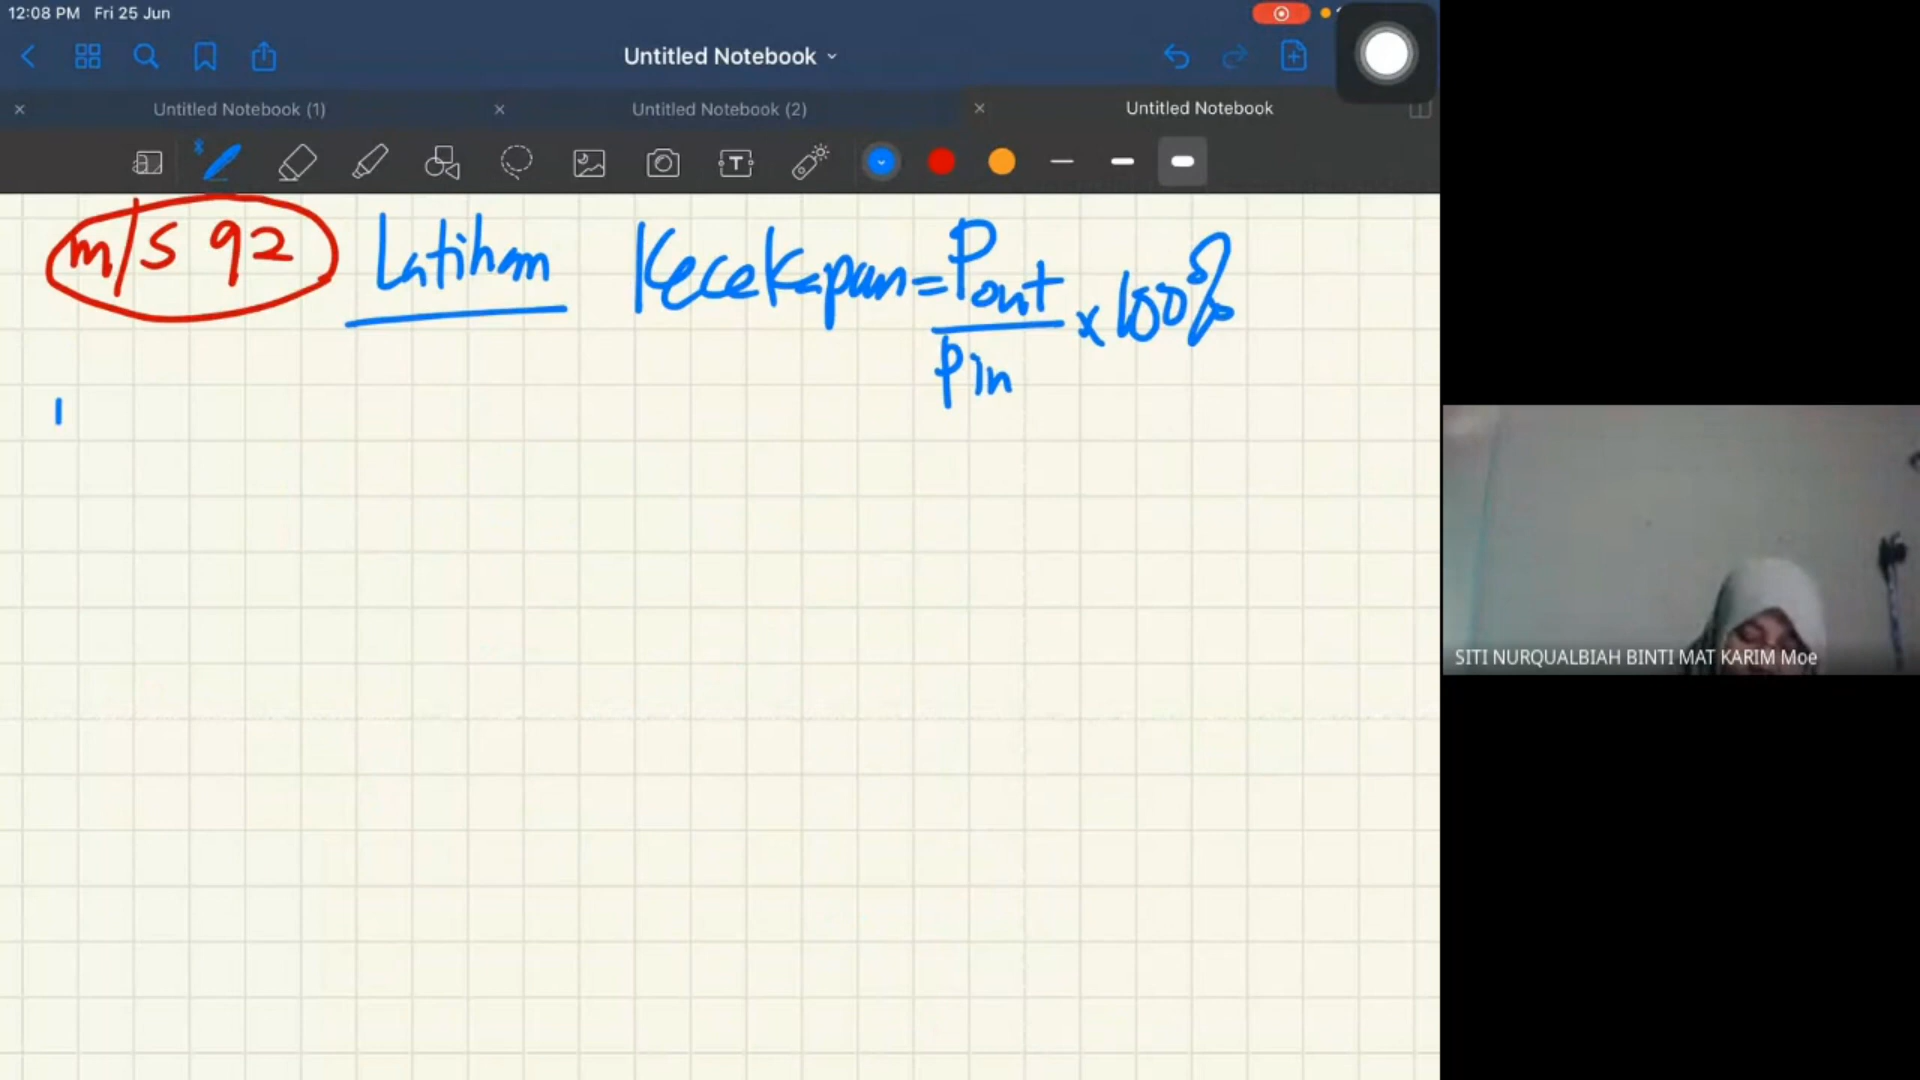 12:08 PM Fri 25 Jun
Untitled Notebook
Untitled Notebook (1)
Untitled Notebook (2)
Untitled Notebook
T
m/s 92 Latihan Kecekapan = Pout × 100%
Pin
1
SITI NURQUALBIAH BINTI MAT KARIM Moe